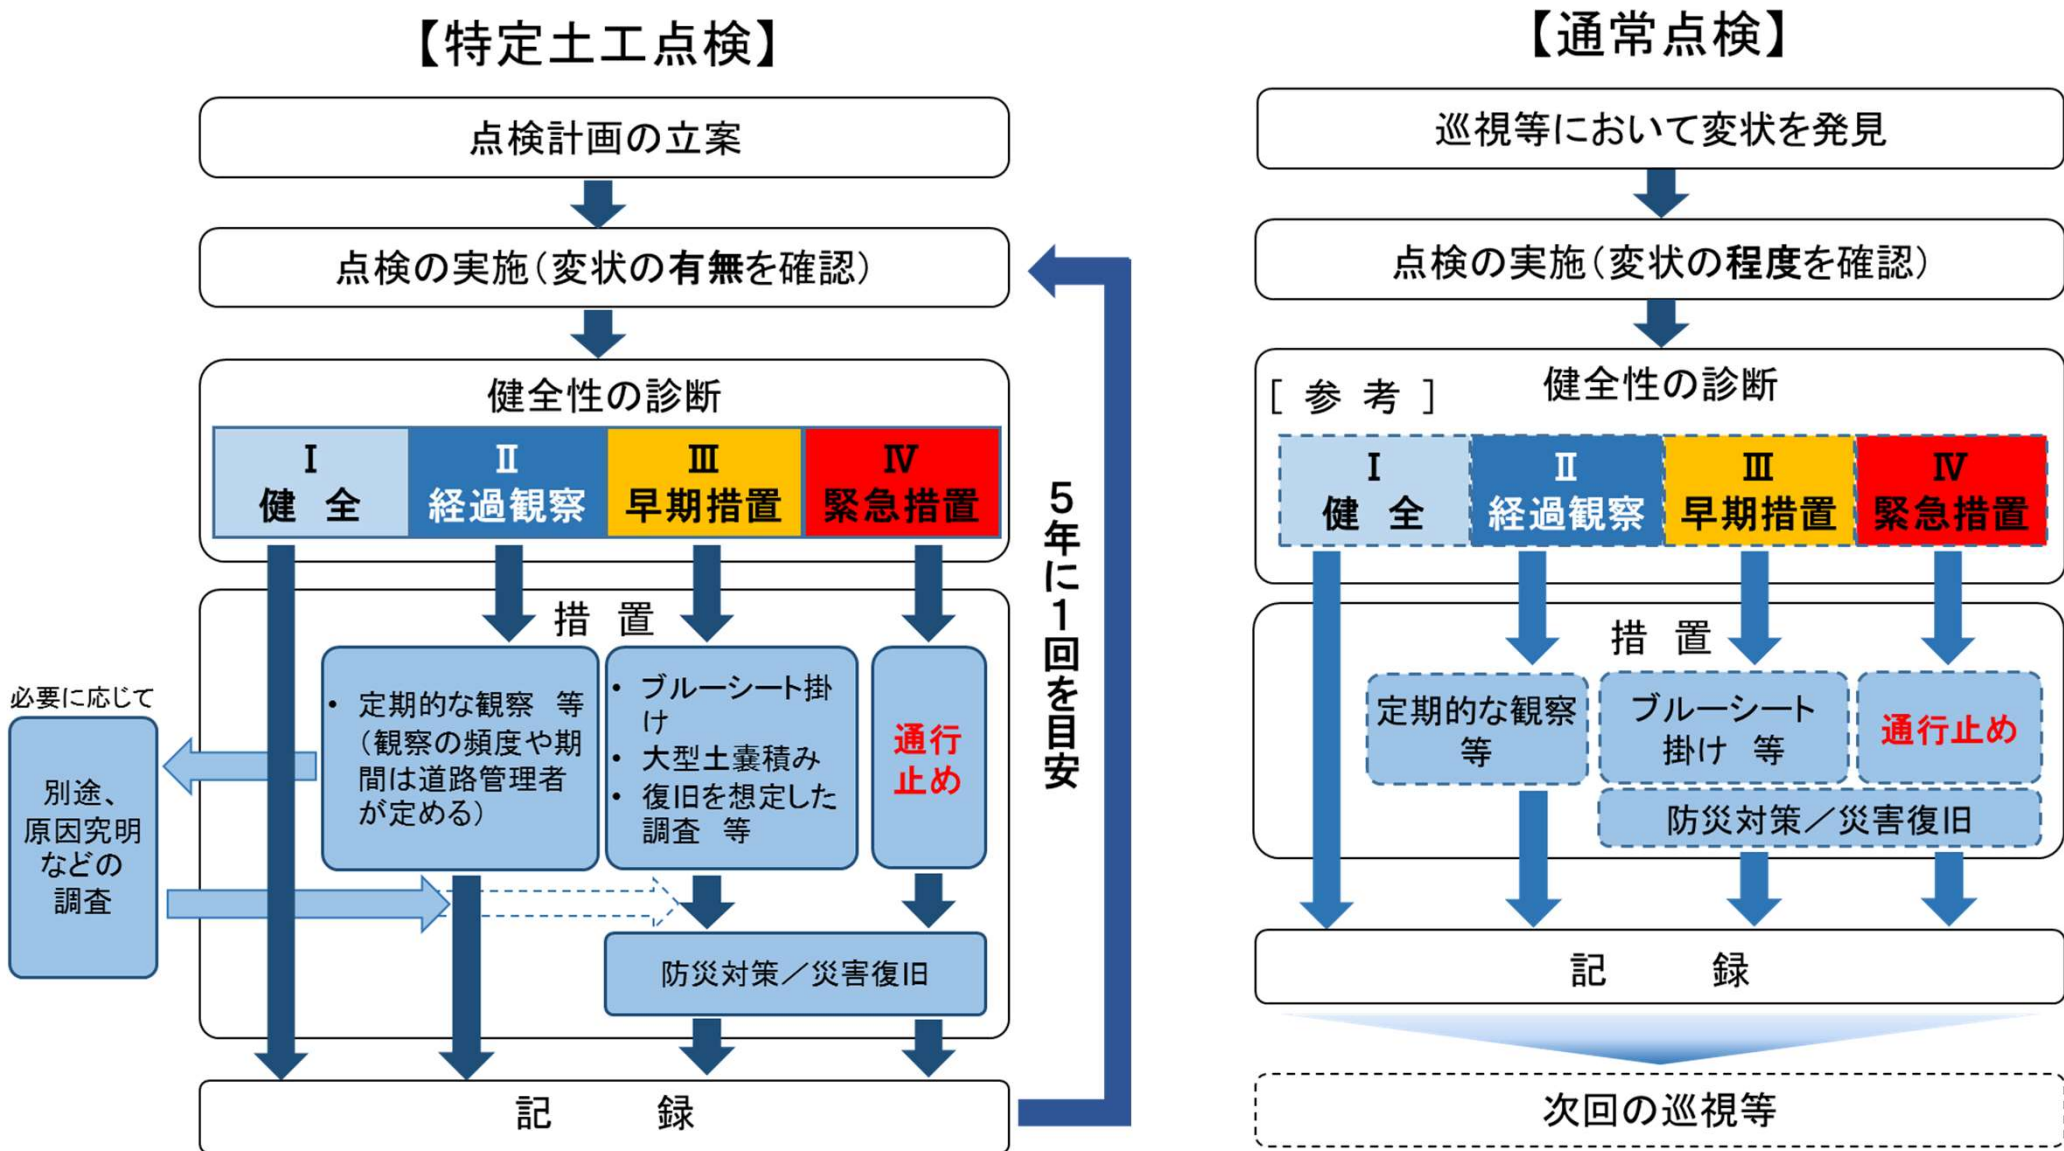 【特定土工点検】
点検計画の立案
点検の実施（変状の有無を確認）
健全性の診断
Ⅰ
健 全
Ⅱ
経過観察
Ⅲ
早期措置
Ⅳ
緊急措置
措 置
・ 定期的な観察 等
（観察の頻度や期
間は道路管理者
が定める）
・ ブルーシート掛
け
・ 大型土嚢積み
・ 復旧を想定した
調査 等
通行
止め
必要に応じて
別途、
原因究明
などの
調査
防災対策／災害復旧
記 録
5年に1回を目安
【通常点検】
巡視等において変状を発見
点検の実施（変状の程度を確認）
［ 参 考 ］
健全性の診断
Ⅰ
健 全
Ⅱ
経過観察
Ⅲ
早期措置
Ⅳ
緊急措置
措 置
定期的な観察
等
ブルーシート
掛け 等
通行止め
防災対策／災害復旧
記 録
次回の巡視等